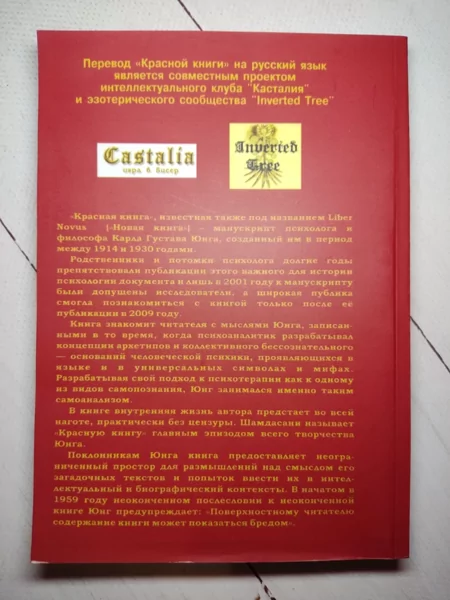 Перевод «Красной книги» на русский язык
является совместным проектом
интеллектуального клуба "Касталия"
и эзотерического сообщества "Inverted Tree"
Castalia
игра в бисер
Inverted
Tree
«Красная книга», известная также под названием Liber
Novus («Новая книга») – манускрипт психолога и
философа Карла Густава Юнга, созданный им в период
между 1914 и 1930 годами.
Родственники и потомки психолога долгие годы
препятствовали публикации этого важного для истории
психологии документа и лишь в 2001 году к манускрипту
были допущены исследователи, а широкая публика
смогла познакомиться с книгой только после её
публикации в 2009 году.
Книга знакомит читателя с мыслями Юнга, записан-
ными в то время, когда психоаналитик разрабатывал
концепции архетипов и коллективного бессознательного
— оснований человеческой психики, проявляющихся в
языке и в универсальных символах и мифах.
Разрабатывая свой подход к психотерапии как к одному
из видов самопознания, Юнг занимался именно таким
самоанализом.
В книге внутренняя жизнь автора предстает во всей
наготе, практически без цензуры. Шамдасани называет
«Красную книгу» главным эпизодом всего творчества
Юнга.
Поклонникам Юнга книга предоставляет неогра-
ниченный простор для размышлений над смыслом его
загадочных текстов и попыток ввести их в интел-
лектуальный и биографический контексты. В начатом в
1959 году неоконченном послесловии к неоконченной
книге Юнг предупреждает: «Поверхностному читателю
содержание книги может показаться бредом».